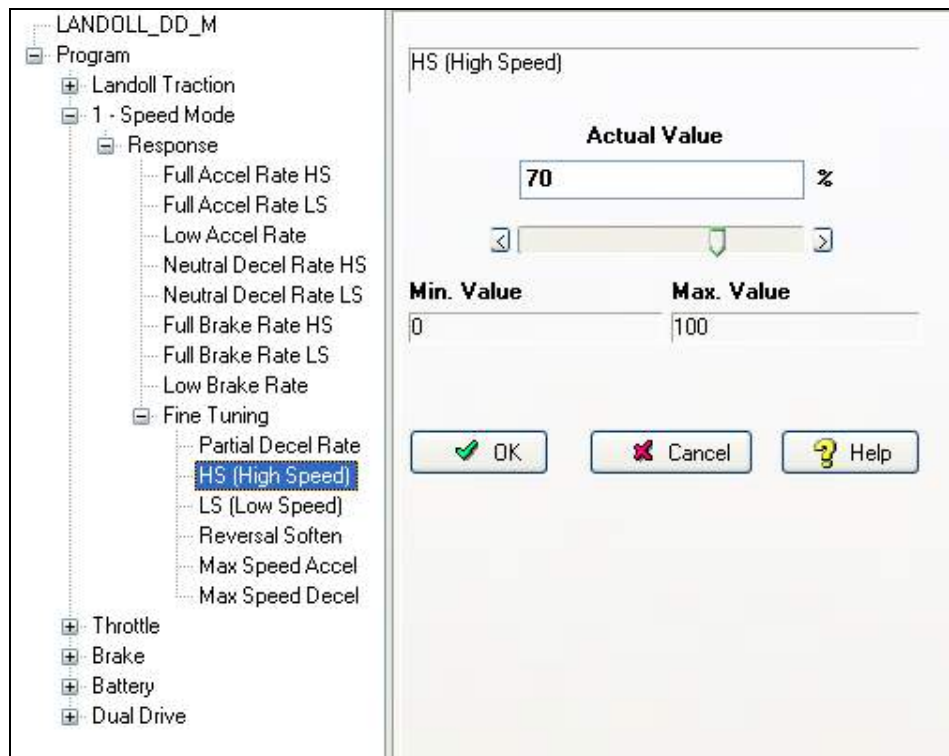 LANDOLL_DD_M
Program
Landoll Traction
1 - Speed Mode
Response
Full Accel Rate HS
Full Accel Rate LS
Low Accel Rate
Neutral Decel Rate HS
Neutral Decel Rate LS
Full Brake Rate HS
Full Brake Rate LS
Low Brake Rate
Fine Tuning
Partial Decel Rate
HS (High Speed)
LS (Low Speed)
Reversal Soften
Max Speed Accel
Max Speed Decel
Throttle
Brake
Battery
Dual Drive
HS (High Speed)
Actual Value
70 %
Min. Value Max. Value
0 100
OK Cancel Help